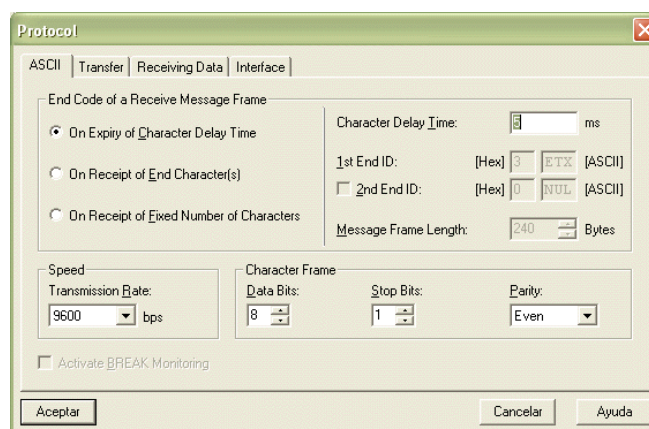 Protocol
ASCII Transfer Receiving Data Interface
End Code of a Receive Message Frame
On Expiry of Character Delay Time
On Receipt of End Character(s)
On Receipt of Fixed Number of Characters
Character Delay Time: ms
1st End ID: [Hex] 3 ETX [ASCII]
2nd End ID: [Hex] 0 NUL [ASCII]
Message Frame Length: 240 Bytes
Speed
Transmission Rate:
9600 bps
Character Frame
Data Bits: Stop Bits: Parity:
8 1 Even
Activate BREAK Monitoring
Aceptar Cancelar Ayuda